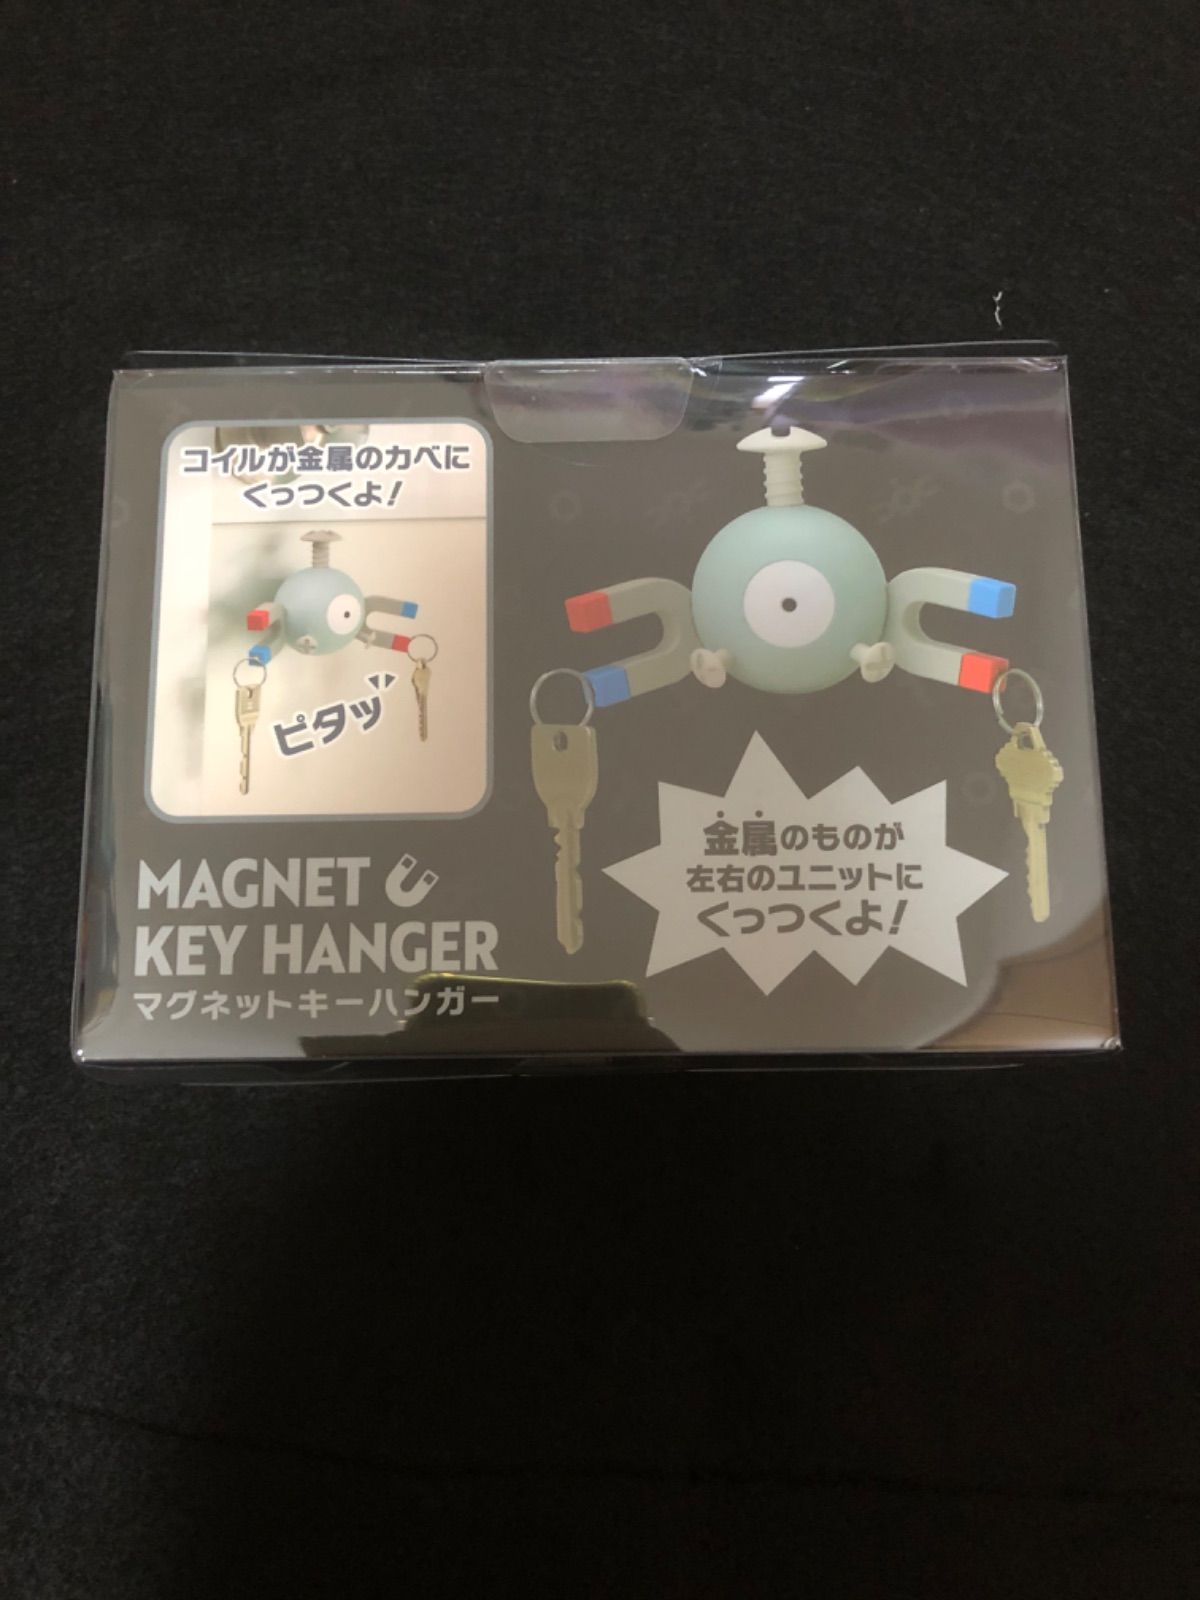 コイルが金属のカベに
くっつくよ！
ピタッ
MAGNET
KEY HANGER
マグネットキーハンガー
金属のものが
左右のユニットに
くっつくよ！